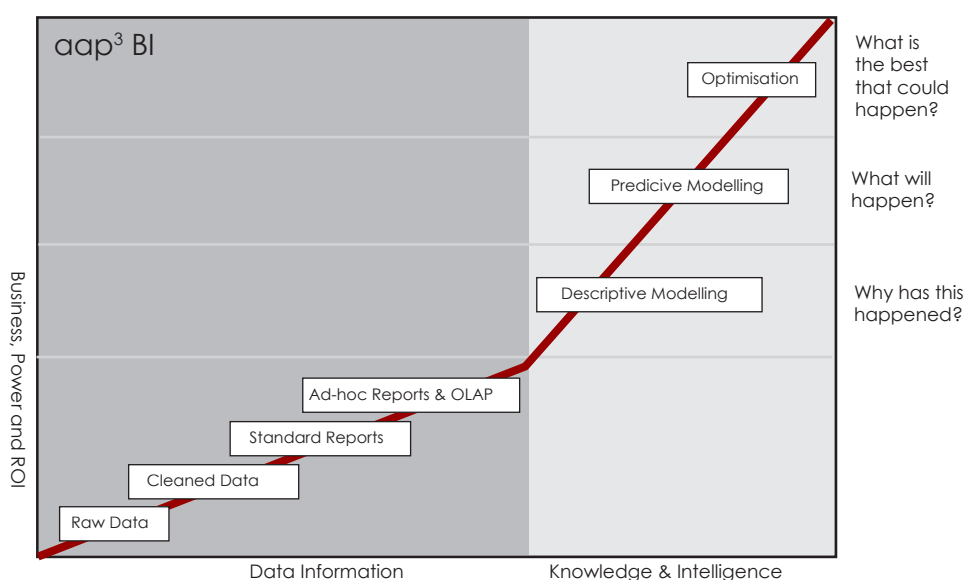 aap³ BI
What is
the best
that could
happen?
Optimisation
What will
happen?
Predicive Modelling
Why has this
happened?
Descriptive Modelling
Business, Power and ROI
Ad-hoc Reports & OLAP
Standard Reports
Cleaned Data
Raw Data
Data Information
Knowledge & Intelligence